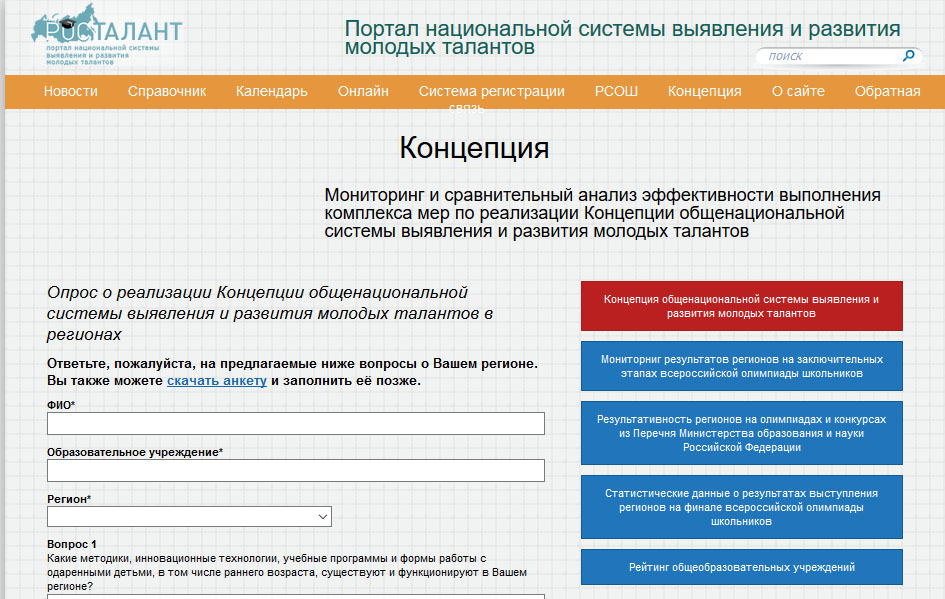 РОСТАЛАНТ
портал национальной системы
выявления и развития
молодых талантов
Портал национальной системы выявления и развития
молодых талантов
поиск
Новости Справочник Календарь Онлайн Система регистрации РСОШ Концепция О сайте Обратная
связь
Концепция
Мониторинг и сравнительный анализ эффективности выполнения
комплекса мер по реализации Концепции общенациональной
системы выявления и развития молодых талантов
Опрос о реализации Концепции общенациональной
системы выявления и развития молодых талантов в
регионах
Ответьте, пожалуйста, на предлагаемые ниже вопросы о Вашем регионе.
Вы также можете скачать анкету и заполнить её позже.
ФИО*
Образовательное учреждение*
Регион*
Вопрос 1
Какие методики, инновационные технологии, учебные программы и формы работы с
одаренными детьми, в том числе раннего возраста, существуют и функционируют в Вашем
регионе?
Концепция общенациональной системы выявления и
развития молодых талантов
Мониторниг результатов регионов на заключительных
этапах всероссийской олимпиады школьников
Результативность регионов на олимпиадах и конкурсах
из Перечня Министерства образования и науки
Российской Федерации
Статистические данные о результатах выступления
регионов на финале всероссийской олимпиады
школьников
Рейтинг общеобразовательных учреждений